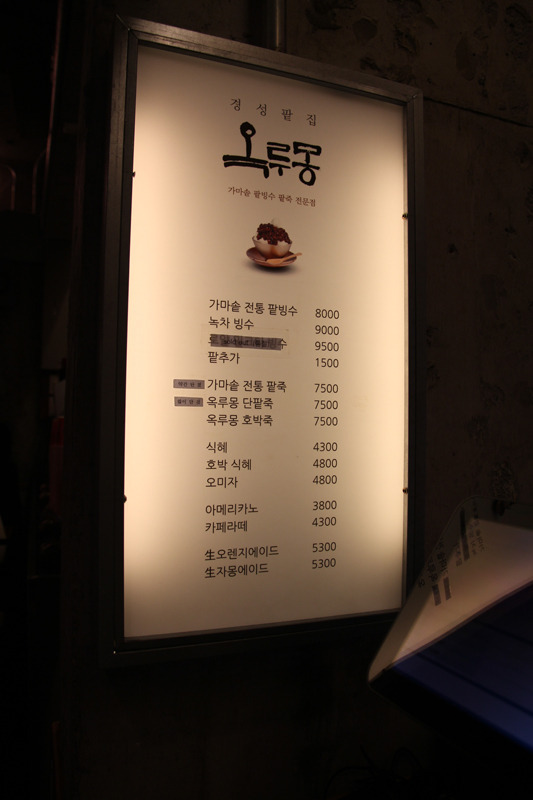 경성팥집
옥루몽
가마솥 팥빙수 팥죽 전문점
가마솥 전통 팥빙수 8000
녹차 빙수 9000
9500
팥추가 1500
가마솥 전통 팥죽 7500
옥루몽 단팥죽 7500
옥루몽 호박죽 7500
식혜 4300
호박 식혜 4800
오미자 4800
아메리카노 3800
카페라떼 4300
生오렌지에이드 5300
生자몽에이드 5300